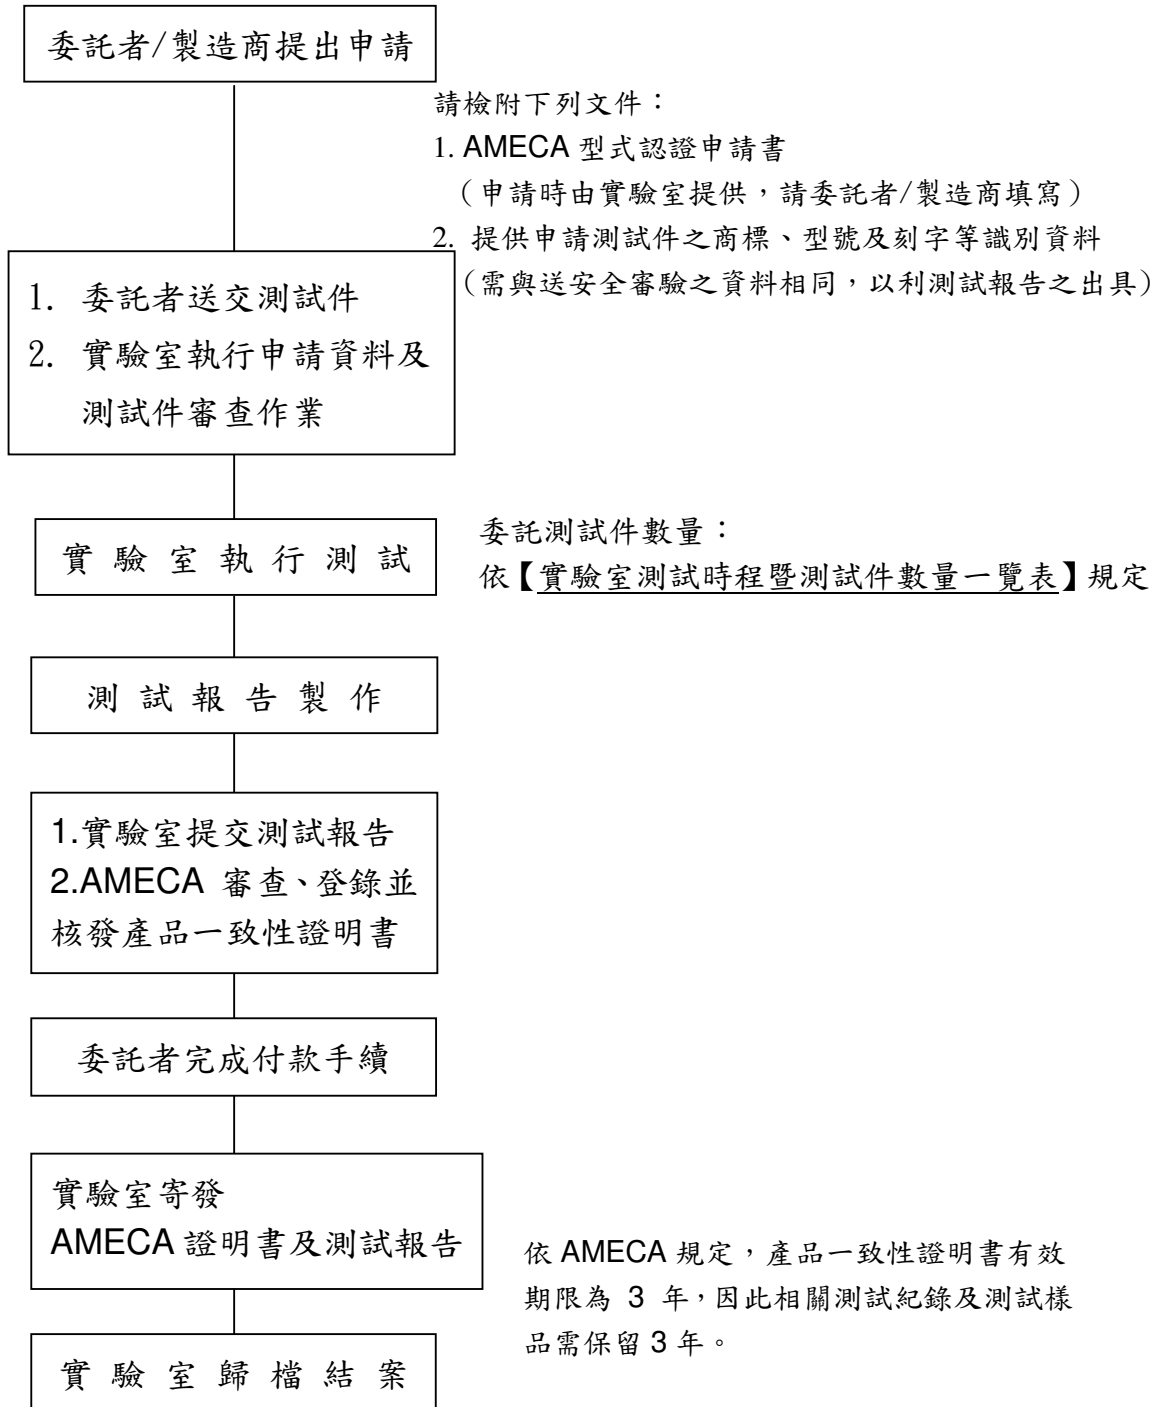 委託者/製造商提出申請
請檢附下列文件：
1. AMECA 型式認證申請書
（申請時由實驗室提供，請委託者/製造商填寫）
2. 提供申請測試件之商標、型號及刻字等識別資料
（需與送安全審驗之資料相同，以利測試報告之出具）
1. 委託者送交測試件
2. 實驗室執行申請資料及
測試件審查作業
實 驗 室 執 行 測 試
委託測試件數量：
依【實驗室測試時程暨測試件數量一覽表】規定
測 試 報 告 製 作
1.實驗室提交測試報告
2.AMECA 審查、登錄並
核發產品一致性證明書
委託者完成付款手續
實驗室寄發
AMECA 證明書及測試報告
依 AMECA 規定，產品一致性證明書有效
期限為 3 年，因此相關測試紀錄及測試樣
品需保留 3 年。
實 驗 室 歸 檔 結 案